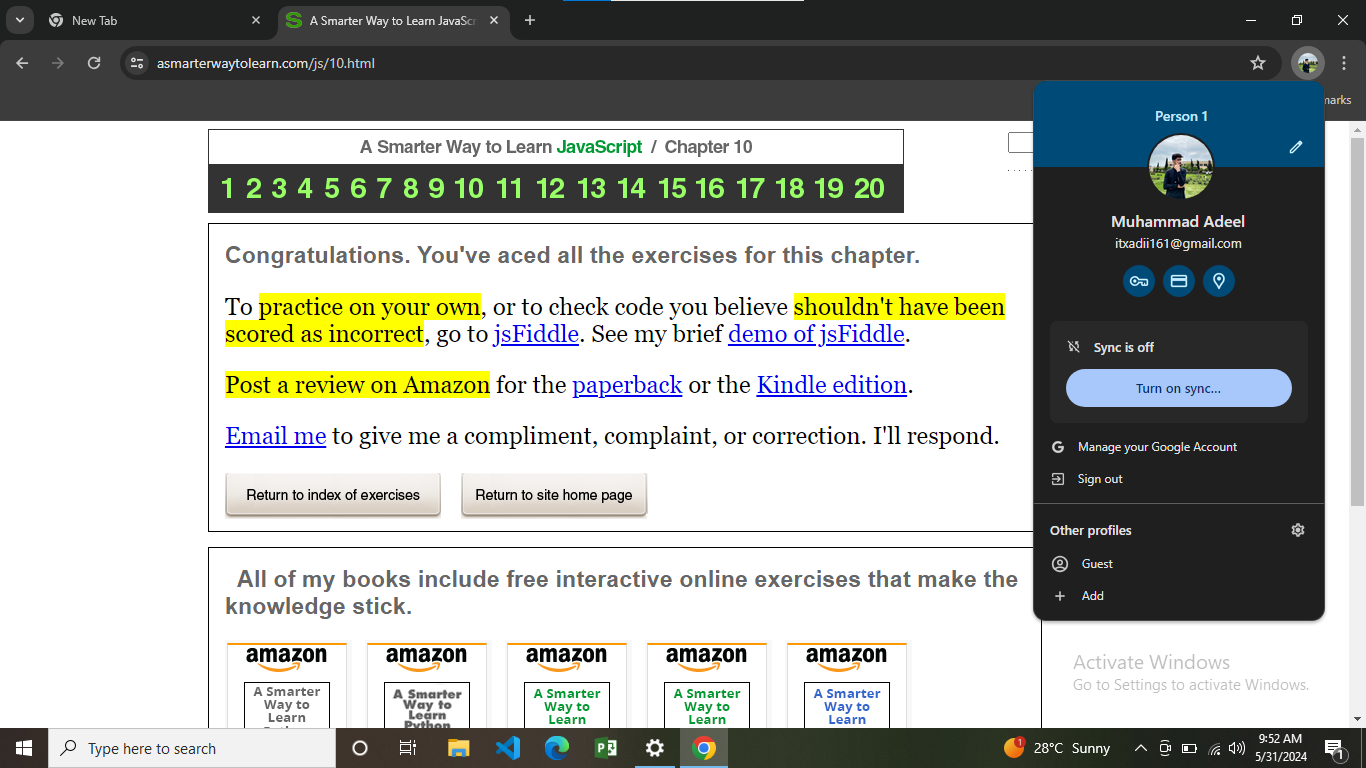 New Tab
A Smarter Way to Learn JavaScr
asmarterwaytolearn.com/js/10.html
marks
A Smarter Way to Learn JavaScript / Chapter 10
1 2 3 4 5 6 7 8 9 10 11 12 13 14 15 16 17 18 19 20
Congratulations. You've aced all the exercises for this chapter.
To practice on your own, or to check code you believe shouldn't have been
scored as incorrect, go to jsFiddle. See my brief demo of jsFiddle.
Post a review on Amazon for the paperback or the Kindle edition.
Email me to give me a compliment, complaint, or correction. I'll respond.
Return to index of exercises
Return to site home page
All of my books include free interactive online exercises that make the
knowledge stick.
amazon amazon amazon amazon amazon
A Smarter A Smarter A Smarter A Smarter A Smarter
Way to Way to Way to Way to Way to
Learn Learn Python Learn Learn Learn
Person 1
Muhammad Adeel
itxadii161@gmail.com
Sync is off
Turn on sync...
Manage your Google Account
Sign out
Other profiles
Guest
Add
Activate Windows
Go to Settings to activate Windows.
Type here to search
28°C Sunny
9:52 AM
5/31/2024
1